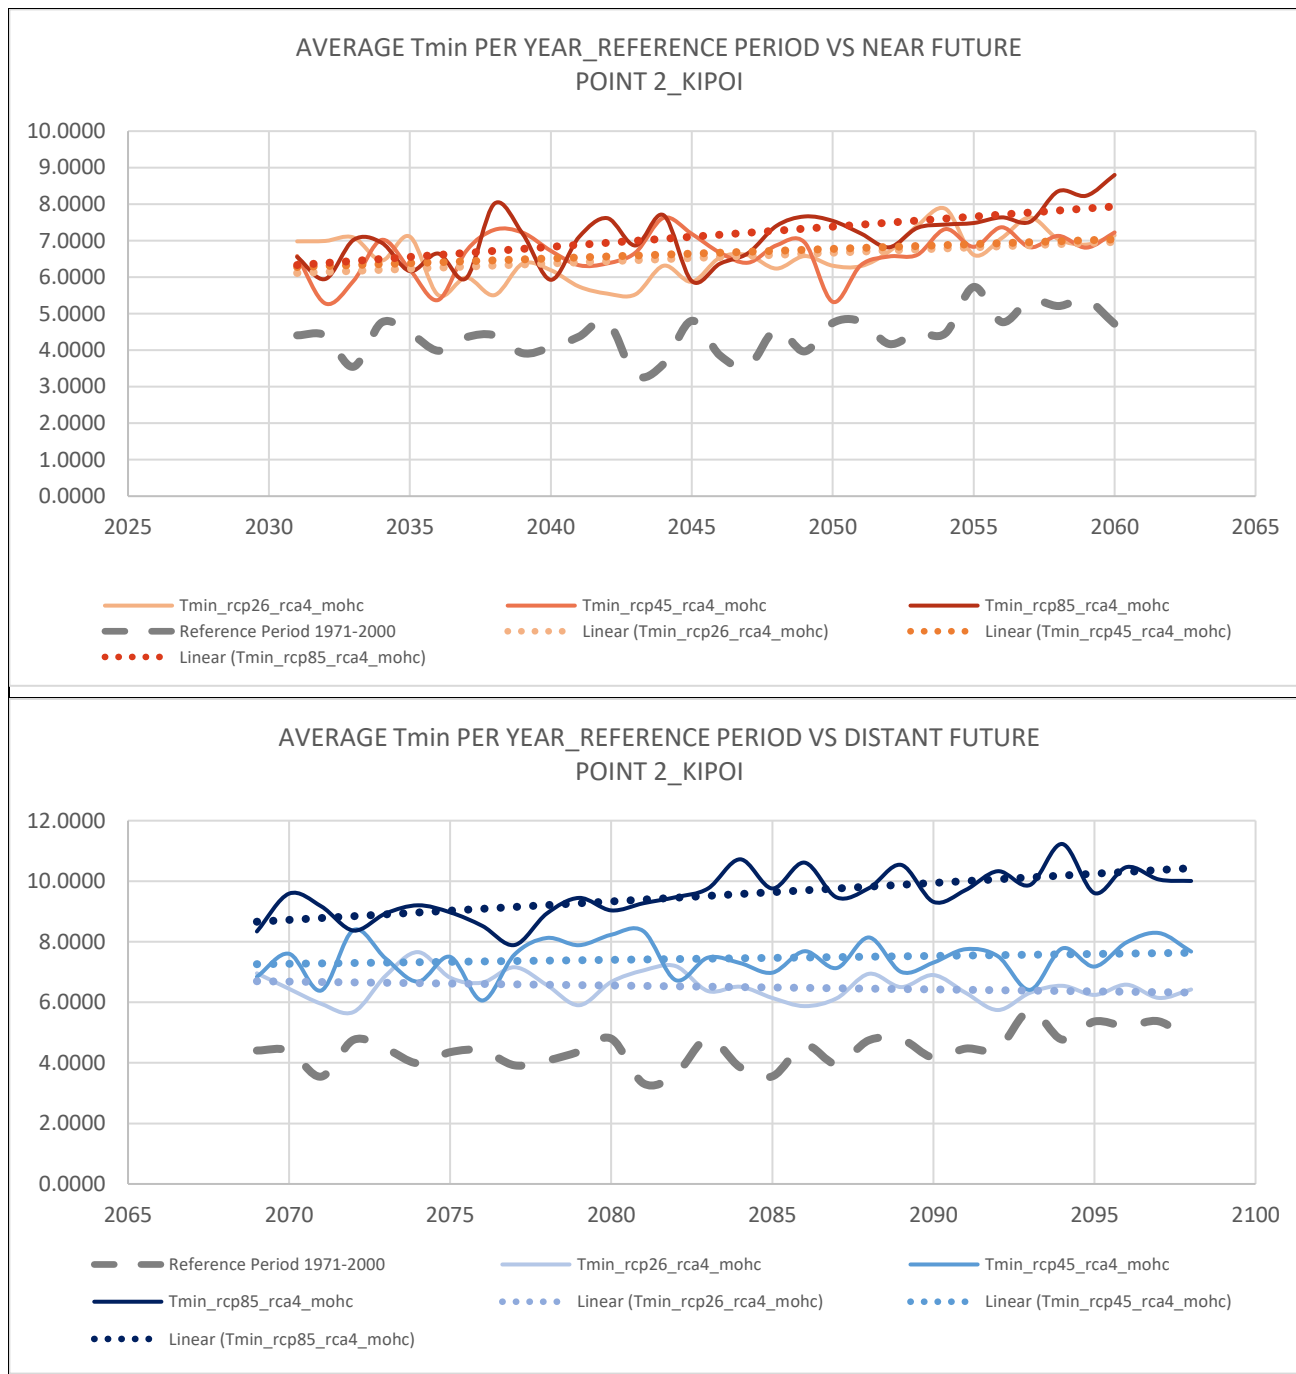 AVERAGE Tmin PER YEAR_REFERENCE PERIOD VS NEAR FUTURE
POINT 2_KIPOI
10.0000
9.0000
8.0000
7.0000
6.0000
5.0000
4.0000
3.0000
2.0000
1.0000
0.0000
2025 2030 2035 2040 2045 2050 2055 2060 2065
Tmin_rcp26_rca4_mohc Tmin_rcp45_rca4_mohc Tmin_rcp85_rca4_mohc
Reference Period 1971-2000 Linear (Tmin_rcp26_rca4_mohc) Linear (Tmin_rcp45_rca4_mohc)
Linear (Tmin_rcp85_rca4_mohc)
AVERAGE Tmin PER YEAR_REFERENCE PERIOD VS DISTANT FUTURE
POINT 2_KIPOI
12.0000
10.0000
8.0000
6.0000
4.0000
2.0000
0.0000
2065 2070 2075 2080 2085 2090 2095 2100
Reference Period 1971-2000 Tmin_rcp26_rca4_mohc Tmin_rcp45_rca4_mohc
Tmin_rcp85_rca4_mohc Linear (Tmin_rcp26_rca4_mohc) Linear (Tmin_rcp45_rca4_mohc)
Linear (Tmin_rcp85_rca4_mohc)